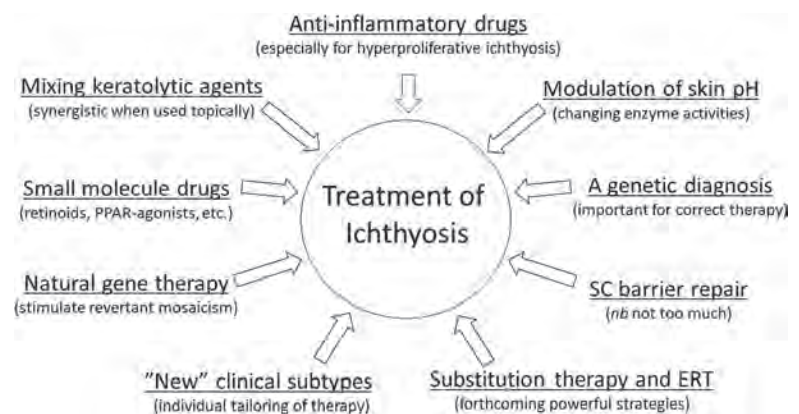 Anti-inflammatory drugs
(especially for hyperproliferative ichthyosis)
Mixing keratolytic agents
(synergistic when used topically)
Modulation of skin pH
(changing enzyme activities)
Small molecule drugs
(retinoids, PPAR-agonists, etc.)
Treatment of
Ichthyosis
A genetic diagnosis
(important for correct therapy)
Natural gene therapy
(stimulate revertant mosaicism)
SC barrier repair
(nb not too much)
”New” clinical subtypes
(individual tailoring of therapy)
Substitution therapy and ERT
(forthcoming powerful strategies)